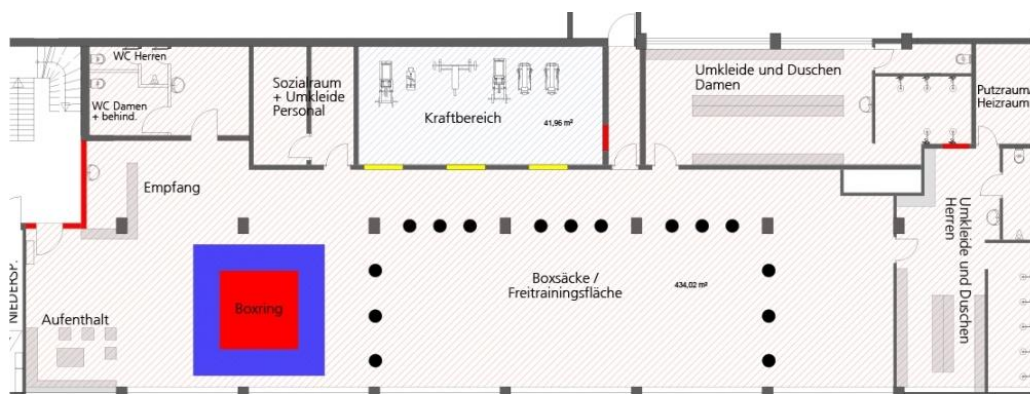 WC Herren
WC Damen
+ behind.
Sozialraum
+ Umkleide
Personal
Kraftbereich
41,96 m²
Umkleide und Duschen
Damen
Putzraum/
Heizraum
Empfang
Umkleide und Duschen
Herren
Boxsäcke /
Freitrainingsfläche
434,02 m²
Boxring
Aufenthalt
NIEDERSP.